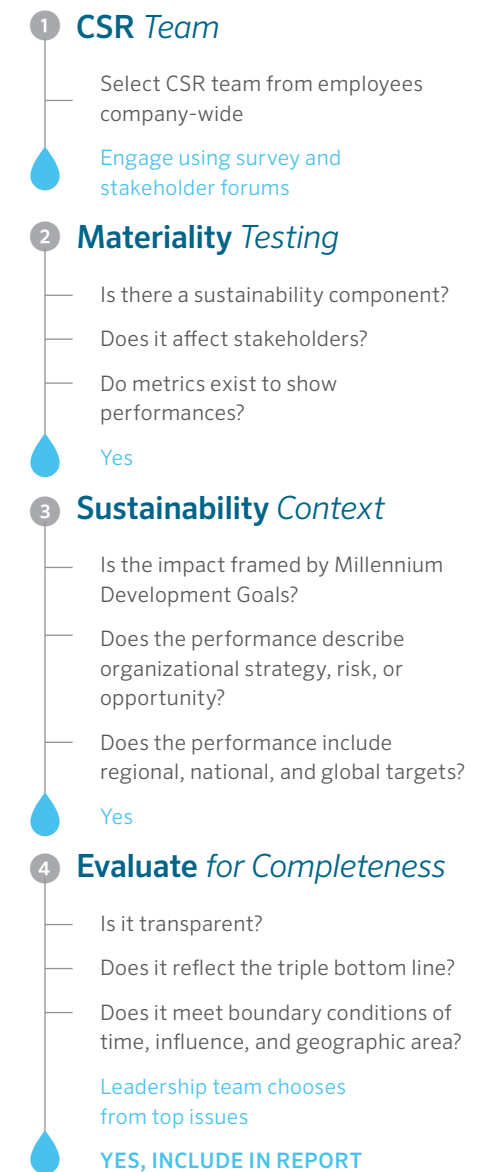 1 CSR Team
Select CSR team from employees
company-wide
Engage using survey and
stakeholder forums
2 Materiality Testing
Is there a sustainability component?
Does it affect stakeholders?
Do metrics exist to show
performances?
Yes
3 Sustainability Context
Is the impact framed by Millennium
Development Goals?
Does the performance describe
organizational strategy, risk, or
opportunity?
Does the performance include
regional, national, and global targets?
Yes
4 Evaluate for Completeness
Is it transparent?
Does it reflect the triple bottom line?
Does it meet boundary conditions of
time, influence, and geographic area?
Leadership team chooses
from top issues
YES, INCLUDE IN REPORT